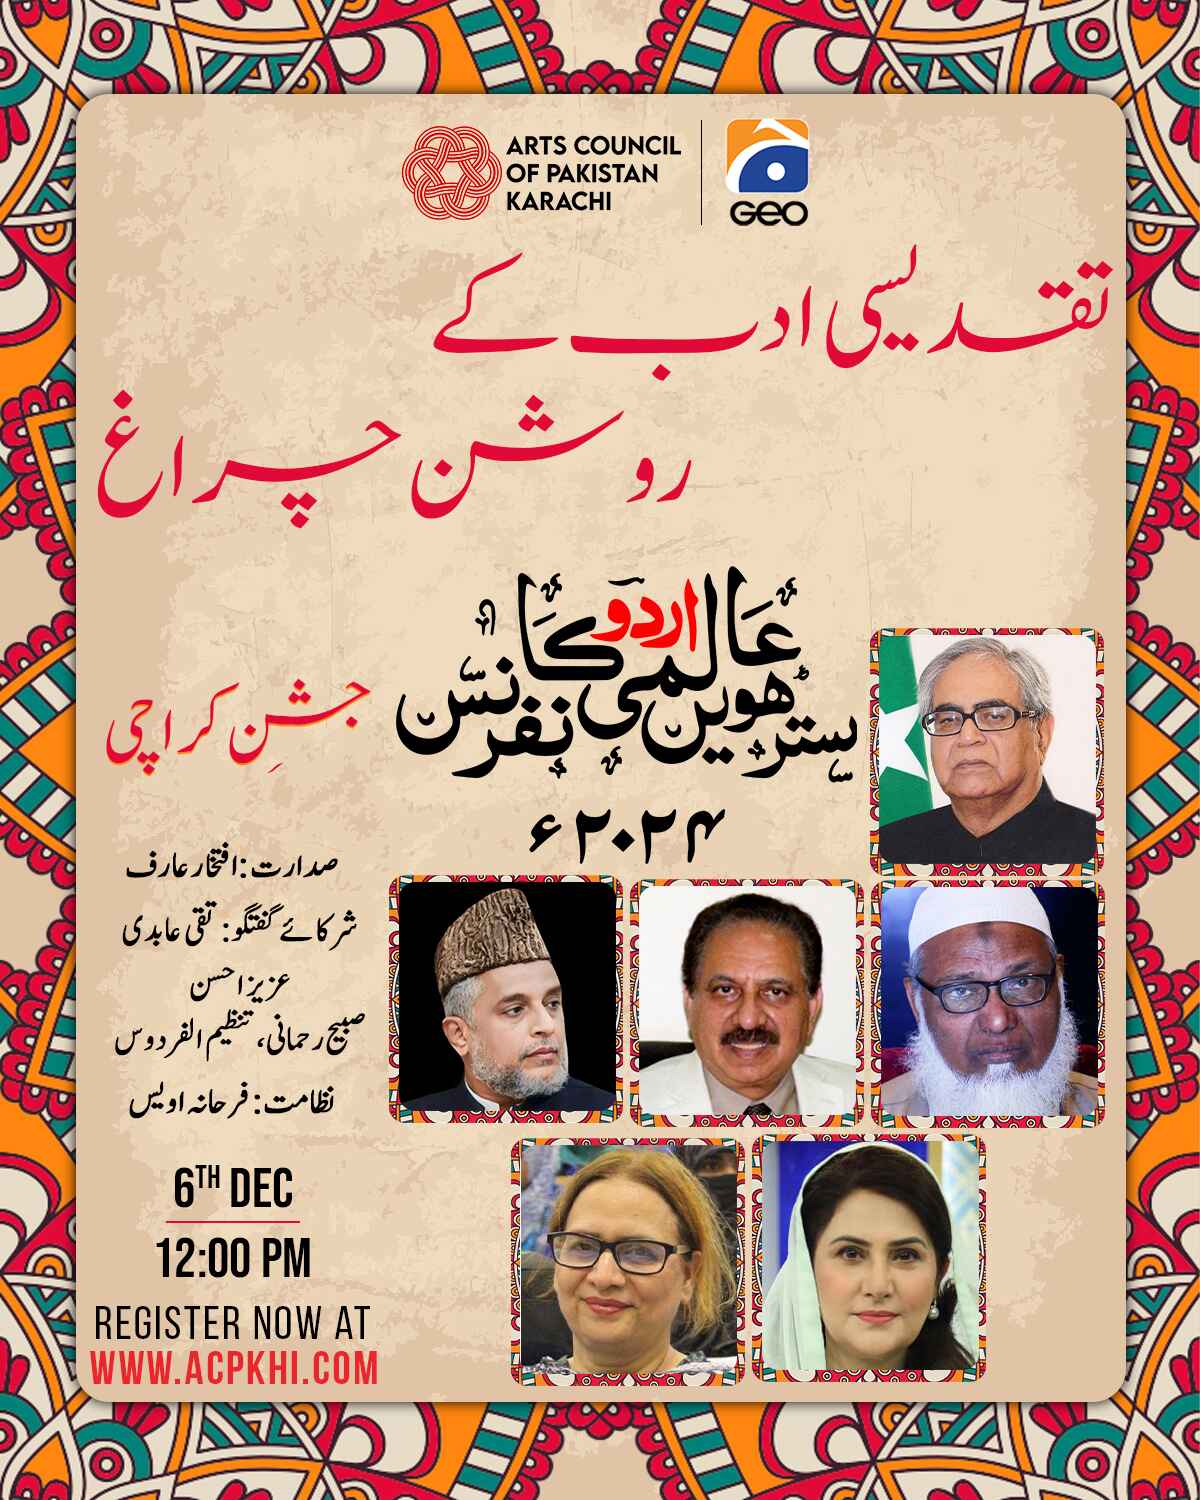 ARTS COUNCIL
OF PAKISTAN
KARACHI
GEO
تقدیسی ادب کے
روشن چراغ
سترھویں عالمی اردو کانفرنس
۲۰۲۴ء
جشنِ کراچی
صدارت: افتخار عارف
شرکائے گفتگو: تقی عابدی
عزیز احسن
صبیح رحمانی، تنظیم الفردوس
نظامت: فرحانہ اویس
6TH DEC
12:00 PM
REGISTER NOW AT
WWW.ACPKHI.COM